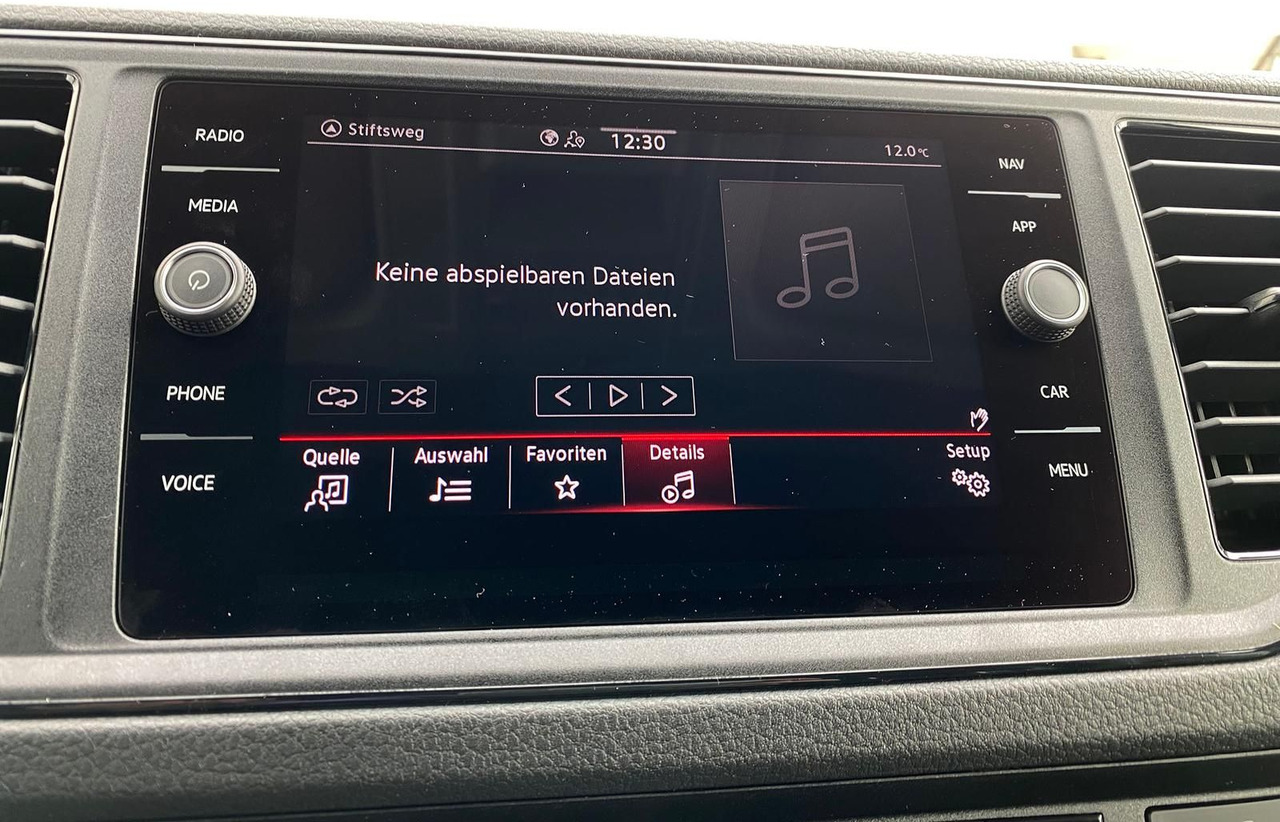 RADIO
MEDIA
PHONE
VOICE
Stiftsweg
12:30
12.0°C
Keine abspielbaren Dateien
vorhanden.
Quelle
Auswahl
Favoriten
Details
Setup
NAV
APP
CAR
MENU